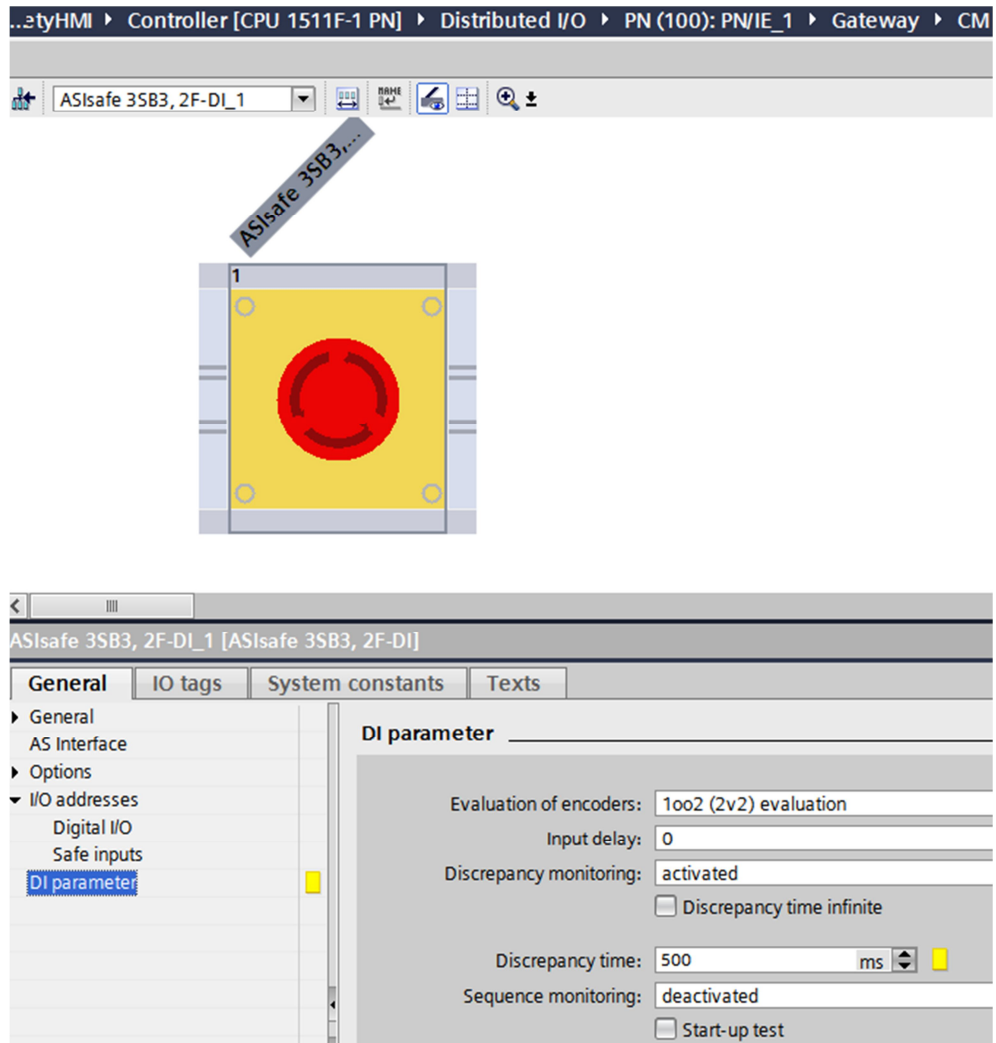 ...etyHMI ▸ Controller [CPU 1511F-1 PN] ▸ Distributed I/O ▸ PN (100): PN/IE_1 ▸ Gateway ▸ CM
ASIsafe 3SB3, 2F-DI_1
NAME
ASIsafe 3SB3,...
1
ASIsafe 3SB3, 2F-DI_1 [ASIsafe 3SB3, 2F-DI]
General IO tags System constants Texts
General
AS Interface
Options
I/O addresses
Digital I/O
Safe inputs
DI parameter
DI parameter
Evaluation of encoders: 1oo2 (2v2) evaluation
Input delay: 0
Discrepancy monitoring: activated
Discrepancy time infinite
Discrepancy time: 500 ms
Sequence monitoring: deactivated
Start-up test